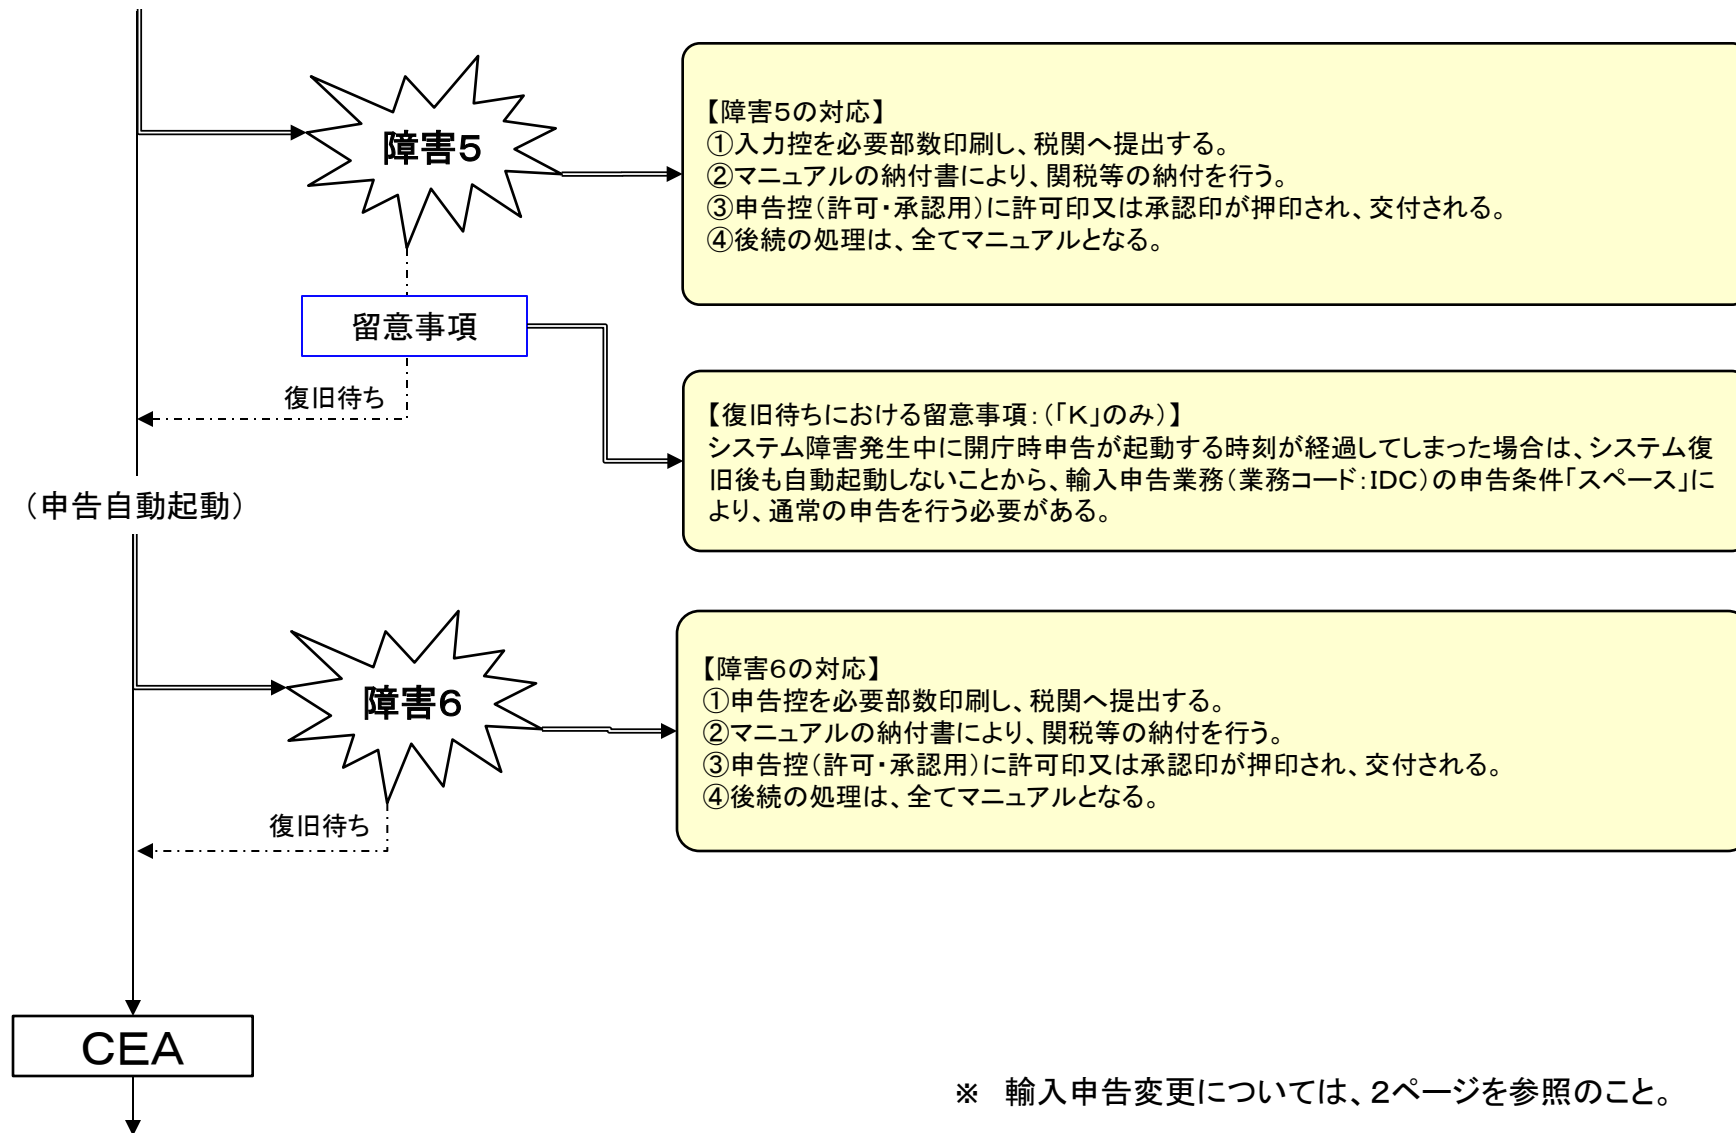 障害５
【障害５の対応】
①入力控を必要部数印刷し、税関へ提出する。
②マニュアルの納付書により、関税等の納付を行う。
③申告控（許可・承認用）に許可印又は承認印が押印され、交付される。
④後続の処理は、全てマニュアルとなる。
留意事項
復旧待ち
【復旧待ちにおける留意事項：（「Ｋ」のみ）】
システム障害発生中に開庁時申告が起動する時刻が経過してしまった場合は、システム復
旧後も自動起動しないことから、輸入申告業務（業務コード：IDC）の申告条件「スペース」に
より、通常の申告を行う必要がある。
（申告自動起動）
障害６
【障害６の対応】
①申告控を必要部数印刷し、税関へ提出する。
②マニュアルの納付書により、関税等の納付を行う。
③申告控（許可・承認用）に許可印又は承認印が押印され、交付される。
④後続の処理は、全てマニュアルとなる。
復旧待ち
ＣＥＡ
※　輸入申告変更については、２ページを参照のこと。